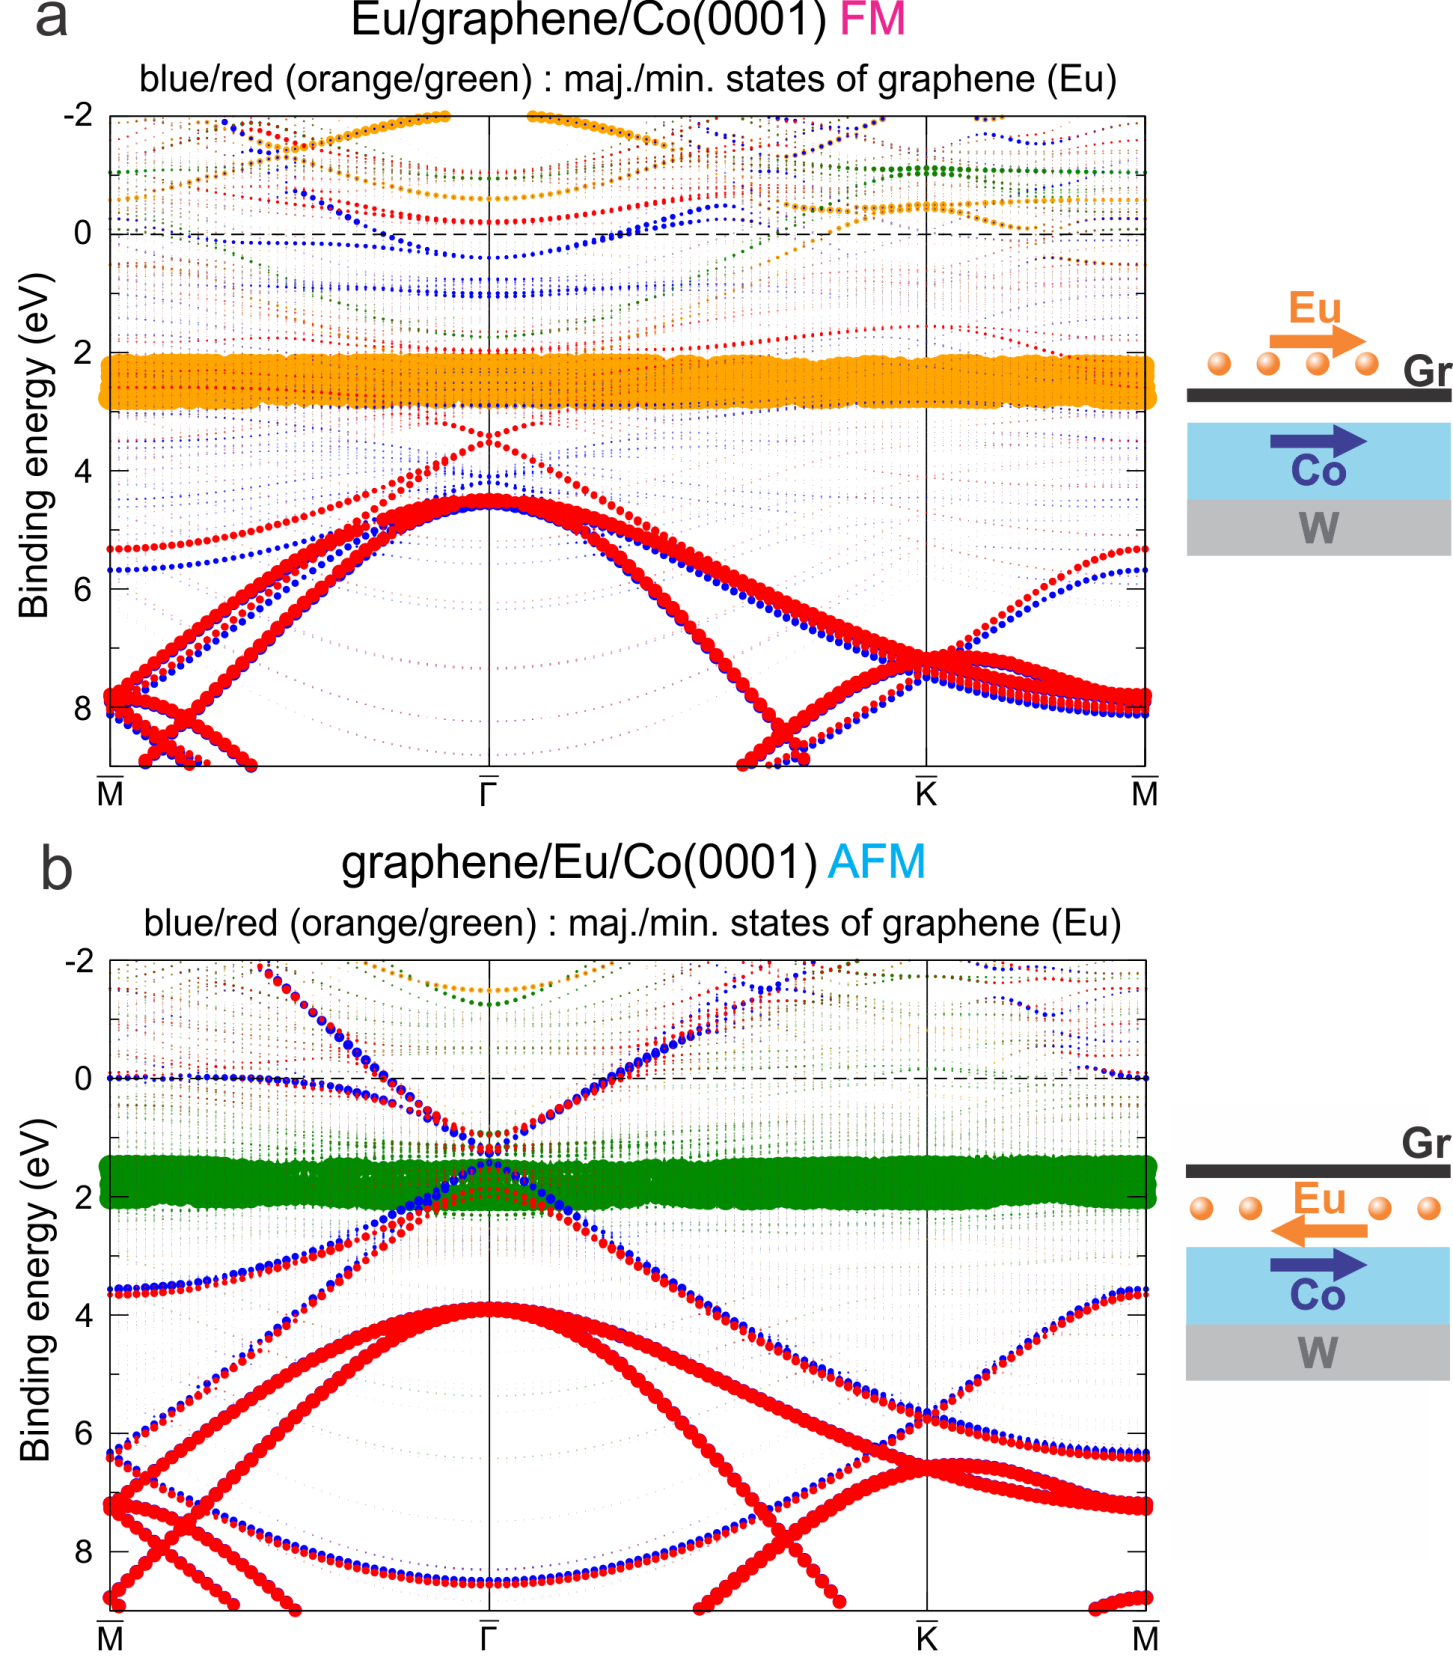 a
Eu/graphene/Co(0001) FM
blue/red (orange/green) : maj./min. states of graphene (Eu)
Binding energy (eV)
-2
0
2
4
6
8
M̅ Γ̅ K̅ M̅
Eu
Gr
Co
W
b
graphene/Eu/Co(0001) AFM
blue/red (orange/green) : maj./min. states of graphene (Eu)
Binding energy (eV)
-2
0
2
4
6
8
M̅ Γ̅ K̅ M̅
Gr
Eu
Co
W